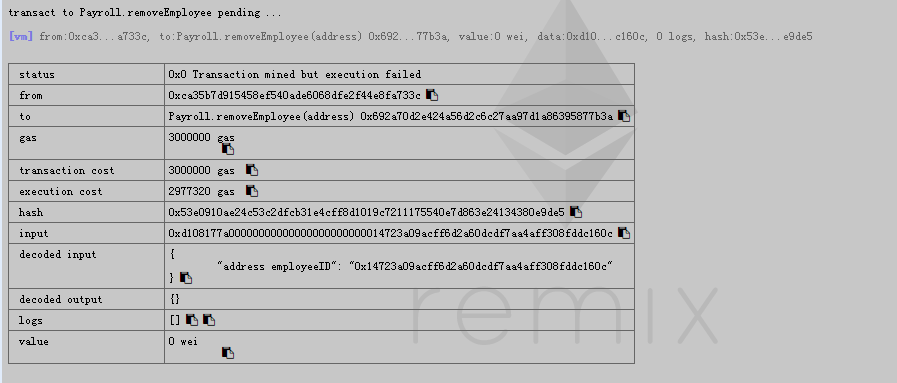 transact to Payroll.removeEmployee pending ...
[vm] from:0xca3...a733c, to:Payroll.removeEmployee(address) 0x692...77b3a, value:0 wei, data:0xd10...c160c, 0 logs, hash:0x53e...e9de5
status 0x0 Transaction mined but execution failed
from 0xca35b7d915458ef540ade6068dfe2f44e8fa733c
to Payroll.removeEmployee(address) 0x692a70d2e424a56d2c6c27aa97d1a86395877b3a
gas 3000000 gas
transaction cost 3000000 gas
execution cost 2977320 gas
hash 0x53e0910ae24c53c2dfcb31e4cff8d1019c7211175540e7d863e24134380e9de5
input 0xd108177a00000000000000000000000014723a09acff6d2a60dcdf7aa4aff308fddc160c
decoded input {
"address employeeID": "0x14723a09acff6d2a60dcdf7aa4aff308fddc160c"
}
decoded output {}
logs []
value 0 wei
remix